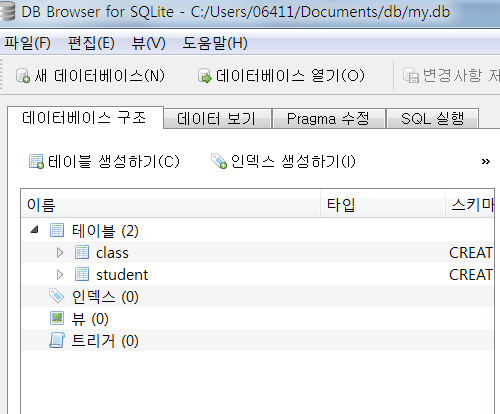 DB Browser for SQLite - C:/Users/06411/Documents/db/my.db
파일(F) 편집(E) 뷰(V) 도움말(H)
새 데이터베이스(N) 데이터베이스 열기(O) 변경사항 제
데이터베이스 구조 데이터 보기 Pragma 수정 SQL 실행
테이블 생성하기(C) 인덱스 생성하기(I) »
이름 타입 스키마
테이블 (2)
class CREAT
student CREAT
인덱스 (0)
뷰 (0)
트리거 (0)